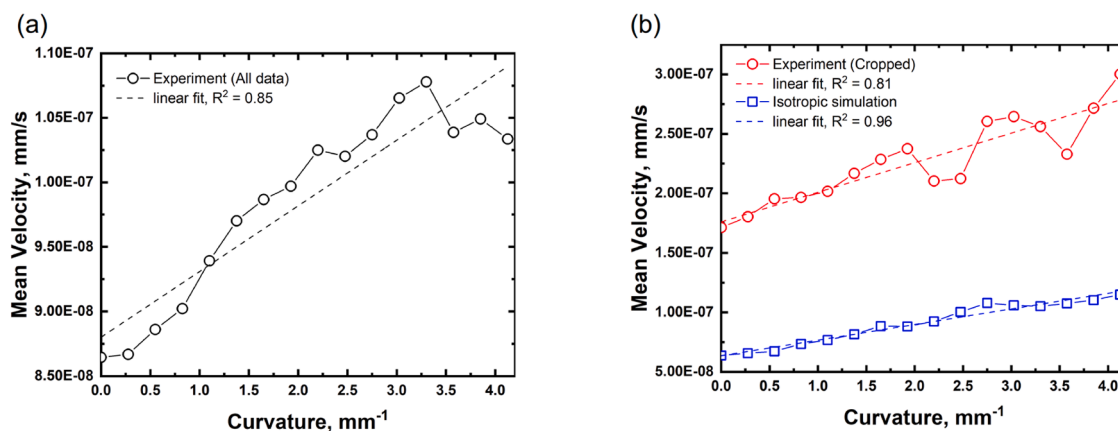 (a)
1.10E-07
1.05E-07
1.00E-07
9.50E-08
9.00E-08
8.50E-08
Mean Velocity, mm/s
Experiment (All data)
linear fit, R² = 0.85
0.0 0.5 1.0 1.5 2.0 2.5 3.0 3.5 4.0
Curvature, mm⁻¹
(b)
3.00E-07
2.50E-07
2.00E-07
1.50E-07
1.00E-07
5.00E-08
Mean Velocity, mm/s
Experiment (Cropped)
linear fit, R² = 0.81
Isotropic simulation
linear fit, R² = 0.96
0.0 0.5 1.0 1.5 2.0 2.5 3.0 3.5 4.0
Curvature, mm⁻¹